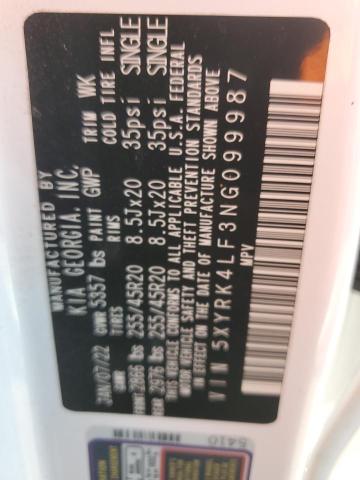 MANUFACTURED BY
KIA GEORGIA, INC.
JAN/07/22 GVWR 5357 lbs PAINT GWP TRIM WK
GAWR TIRES RIMS COLD TIRE INFL
FRONT 2866 lbs 255/45R20 8.5Jx20 35psi SINGLE
REAR 2976 lbs 255/45R20 8.5Jx20 35psi SINGLE
THIS VEHICLE CONFORMS TO ALL APPLICABLE U.S.A. FEDERAL
VEHICLE SAFETY AND THEFT PREVENTION STANDARDS
IN EFFECT ON THE DATE OF MANUFACTURE SHOWN ABOVE
VIN 5XYRK4LF3NG099987
MPV
5410